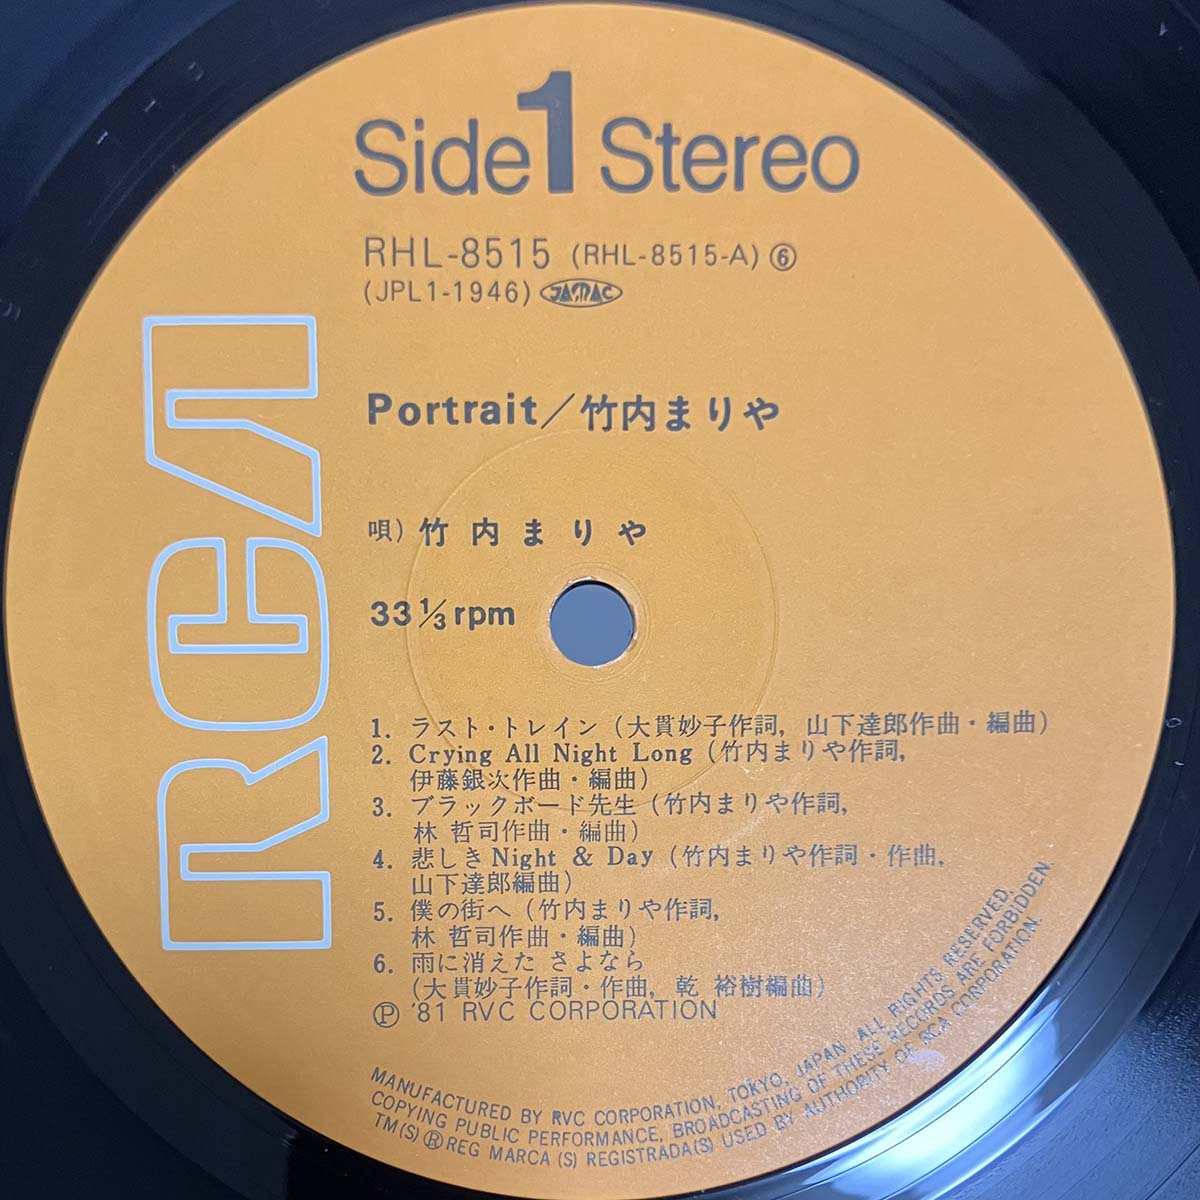 Side 1 Stereo
RHL-8515 (RHL-8515-A) ⑥
(JPL1-1946) JASRAC
RCA
Portrait／竹内まりや
唄) 竹内まりや
33 1/3 rpm
1. ラスト・トレイン (大貫妙子作詞, 山下達郎作曲・編曲)
2. Crying All Night Long (竹内まりや作詞,
伊藤銀次作曲・編曲)
3. ブラックボード先生 (竹内まりや作詞,
林 哲司作曲・編曲)
4. 悲しき Night & Day (竹内まりや作詞・作曲,
山下達郎編曲)
5. 僕の街へ (竹内まりや作詞,
林 哲司作曲・編曲)
6. 雨に消えた さよなら
(大貫妙子作詞・作曲, 乾 裕樹編曲)
Ⓟ '81 RVC CORPORATION
MANUFACTURED BY RVC CORPORATION, TOKYO, JAPAN. ALL RIGHTS RESERVED.
COPYING PUBLIC PERFORMANCE, BROADCASTING OF THESE RECORDS ARE FORBIDDEN.
TM(S) ® REG MARCA (S) REGISTRADA(S) USED BY AUTHORITY OF RCA CORPORATION.